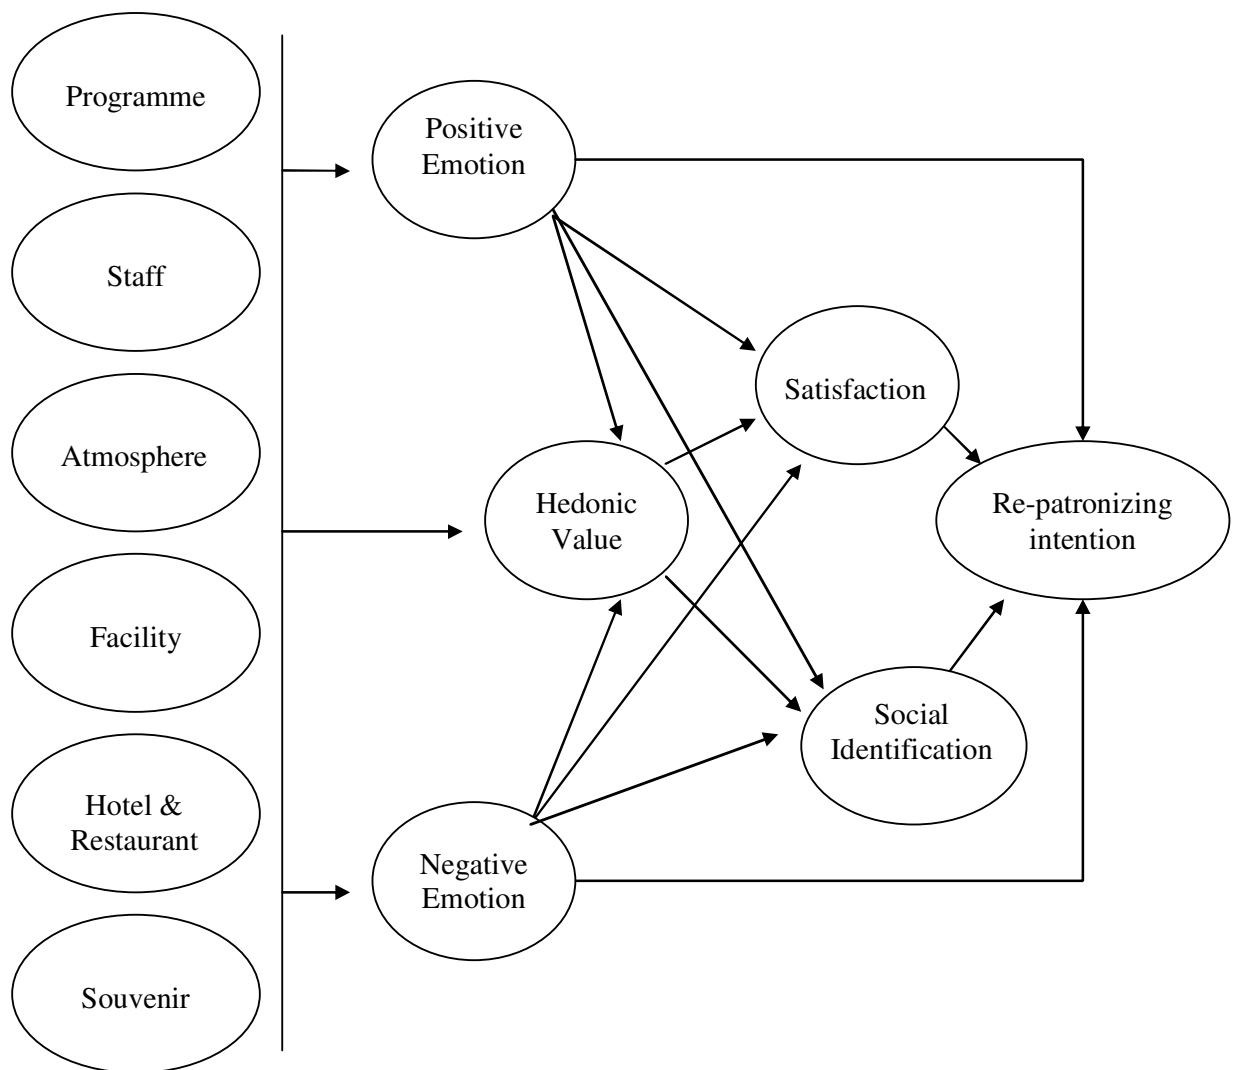 Programme
Staff
Atmosphere
Facility
Hotel &
Restaurant
Souvenir
Positive
Emotion
Hedonic
Value
Negative
Emotion
Satisfaction
Social
Identification
Re-patronizing
intention